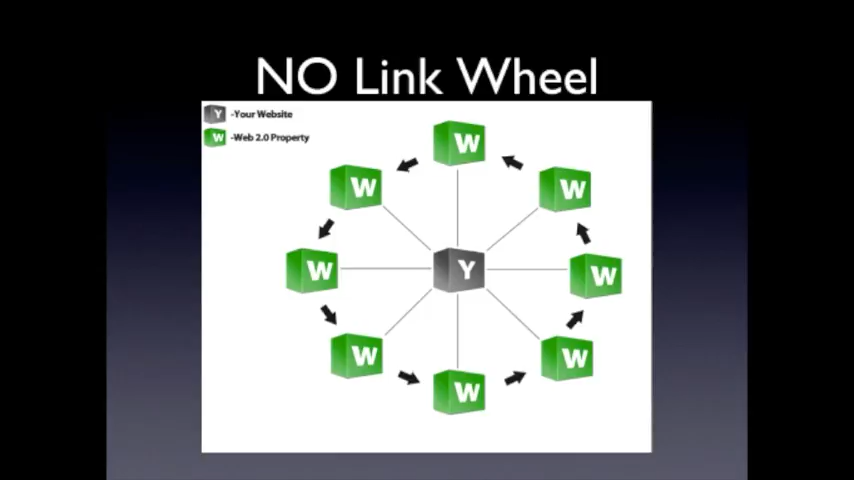 NO Link Wheel
Y -Your Website
W -Web 2.0 Property
W
W W
W Y W
W W
W